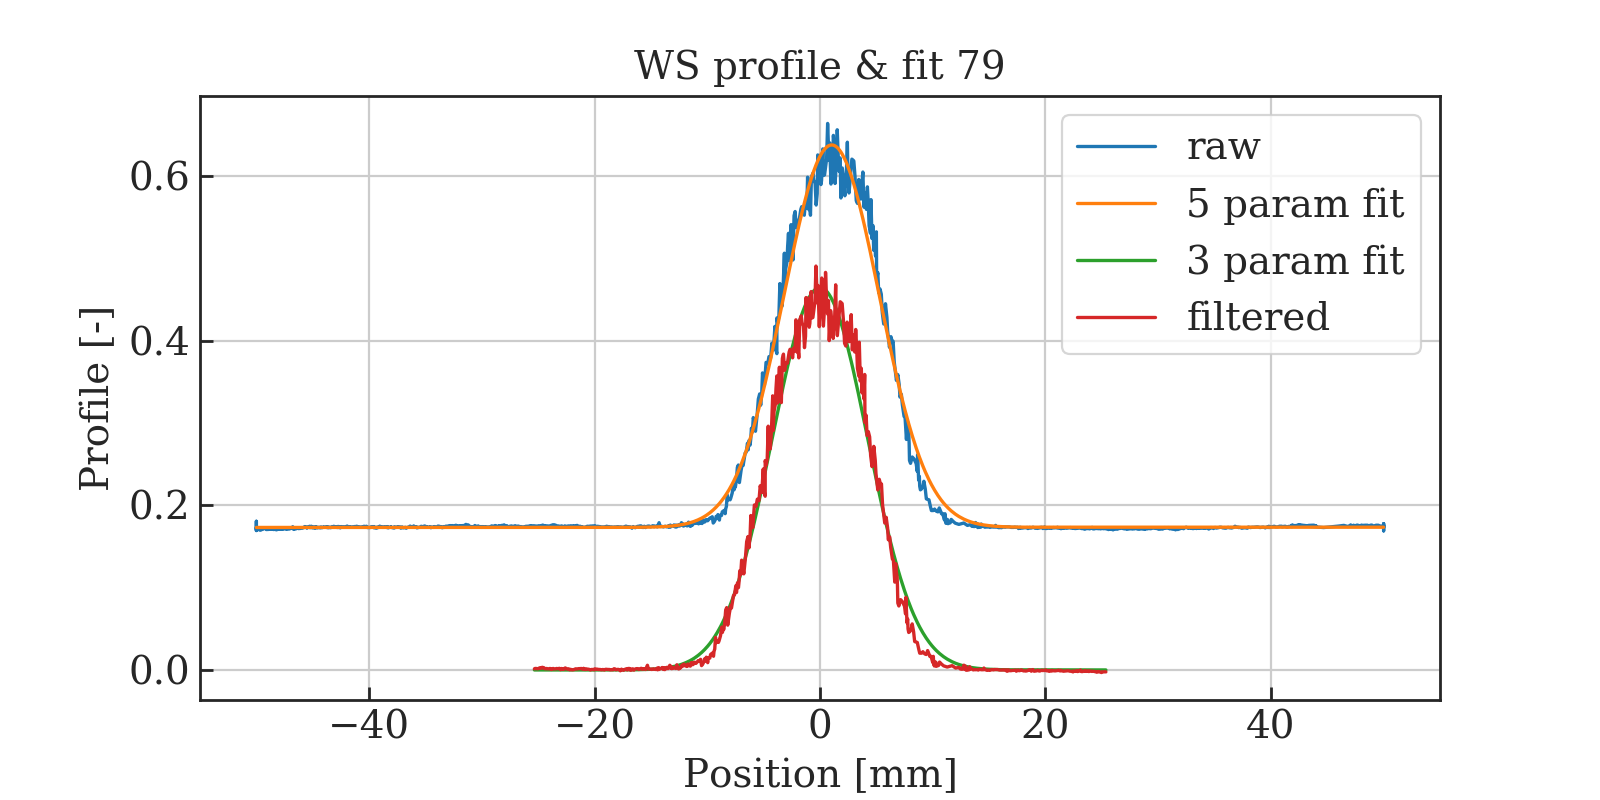 WS profile & fit 79
raw
5 param fit
3 param fit
filtered
0.6
0.4
0.2
0.0
Profile [-]
−40
−20
0
20
40
Position [mm]